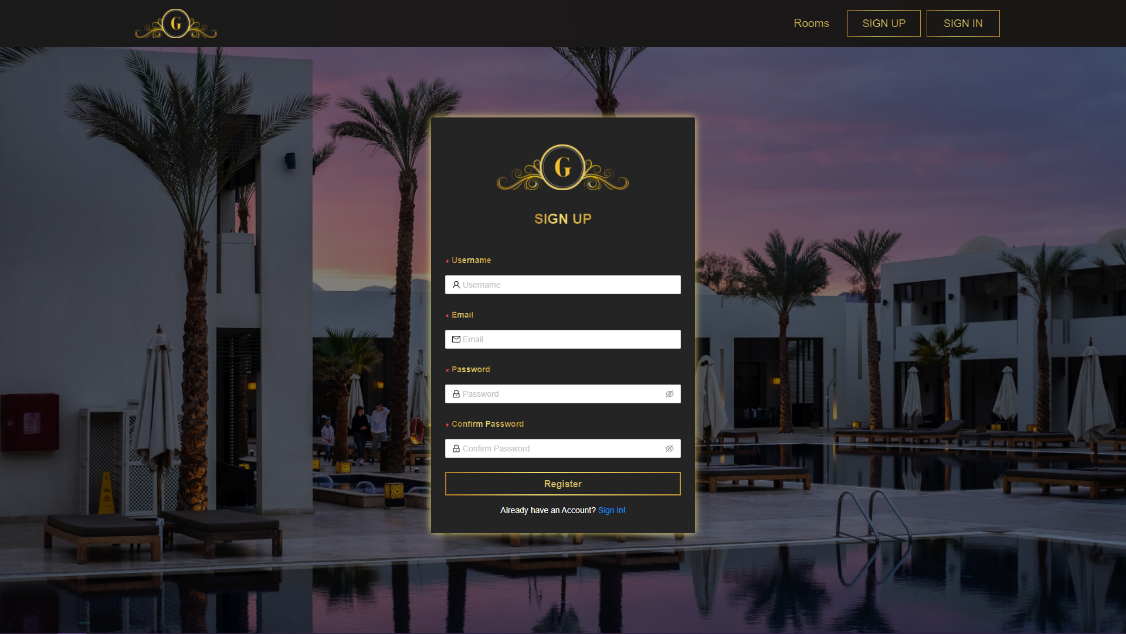 G
Rooms
SIGN UP
SIGN IN
G
SIGN UP
* Username
Username
* Email
Email
* Password
Password
* Confirm Password
Confirm Password
Register
Already have an Account? Sign in!